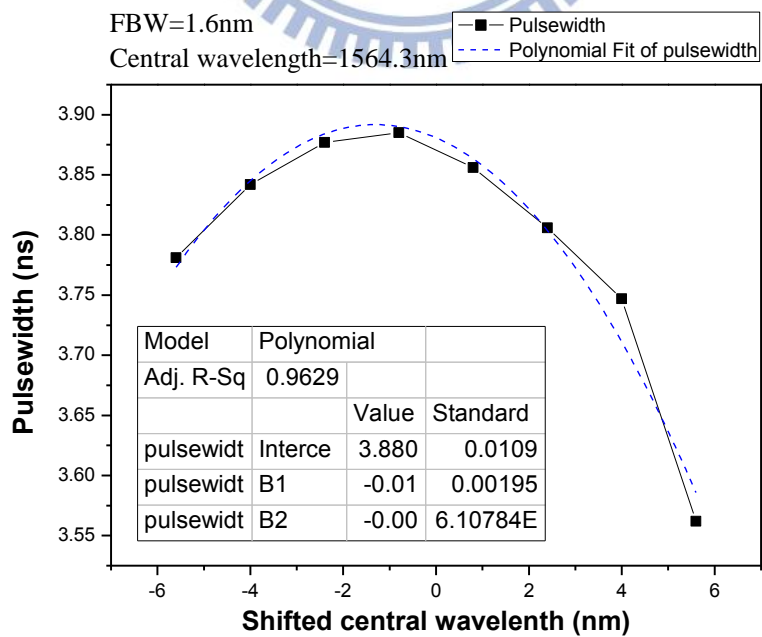 FBW=1.6nm
Central wavelength=1564.3nm
Pulsewidth
Polynomial Fit of pulsewidth
3.90
3.85
3.80
3.75
3.70
3.65
3.60
3.55
Pulsewidth (ns)
Model Polynomial
Adj. R-Sq 0.9629
Value Standard
pulsewidt Interce 3.880 0.0109
pulsewidt B1 -0.01 0.00195
pulsewidt B2 -0.00 6.10784E
-6 -4 -2 0 2 4 6
Shifted central wavelenth (nm)